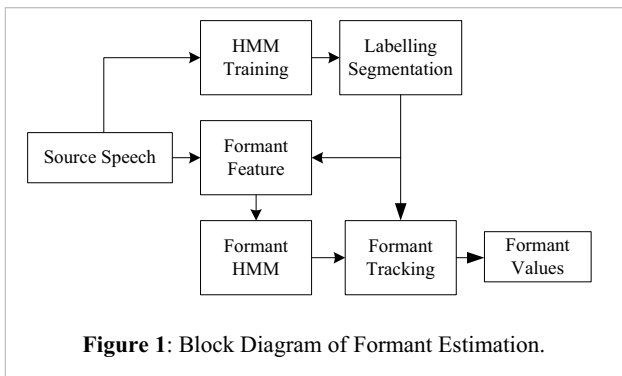 HMM
Training
Labelling
Segmentation
Source Speech
Formant
Feature
Formant
HMM
Formant
Tracking
Formant
Values
Figure 1: Block Diagram of Formant Estimation.